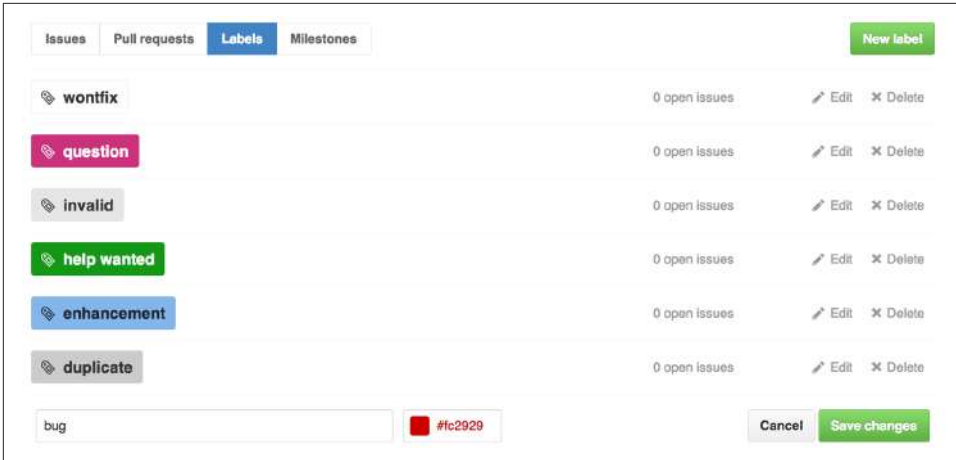 Issues Pull requests Labels Milestones New label
wontfix 0 open issues Edit Delete
question 0 open issues Edit Delete
invalid 0 open issues Edit Delete
help wanted 0 open issues Edit Delete
enhancement 0 open issues Edit Delete
duplicate 0 open issues Edit Delete
bug #fc2929 Cancel Save changes